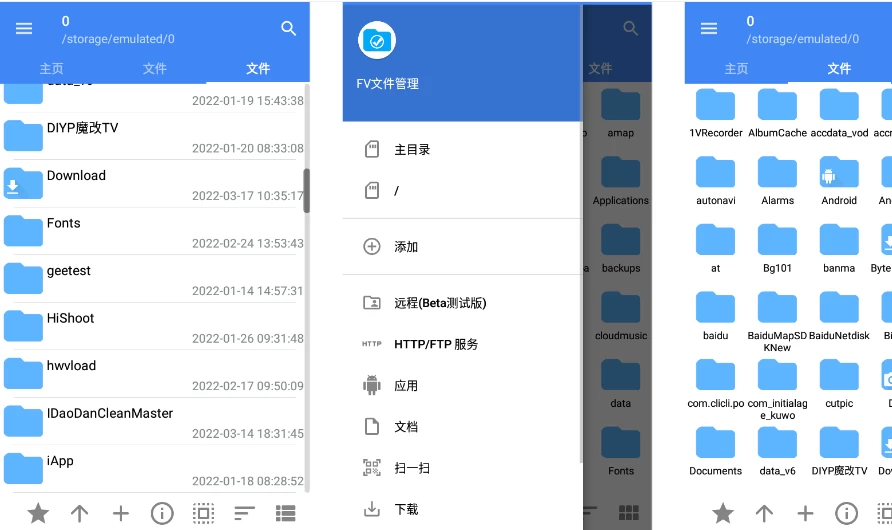 0
/storage/emulated/0
主页 文件 文件
2022-01-19 15:43:38
DIYP魔改TV
2022-01-20 08:33:08
Download
2022-03-17 10:35:17
Fonts
2022-02-24 13:53:43
geetest
2022-01-14 14:57:31
HiShoot
2022-01-26 09:31:48
hwvload
2022-02-17 09:50:09
IDaoDanCleanMaster
2022-03-14 18:31:45
iApp
2022-01-18 08:28:52
FV文件管理
主目录
/
添加
远程(Beta测试版)
HTTP HTTP/FTP 服务
应用
文档
扫一扫
下载
文件
amap
Applications
backups
cloudmusic
data
Fonts
0
/storage/emulated/0
主页 文件
1VRecorder AlbumCache accdata_vod
autonavi Alarms Android
at Bg101 banma Byte
baidu BaiduMapSD
KNew BaiduNetdisk
com.clicli.po com_initialag
e_kuwo cutpic
Documents data_v6 DIYP魔改TV